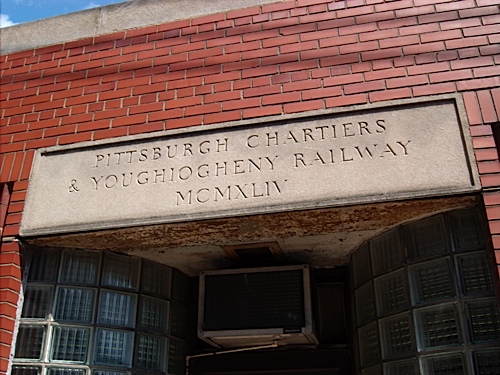 PITTSBURGH CHARTIERS
& YOUGHIOGHENY RAILWAY
MCMXLIV